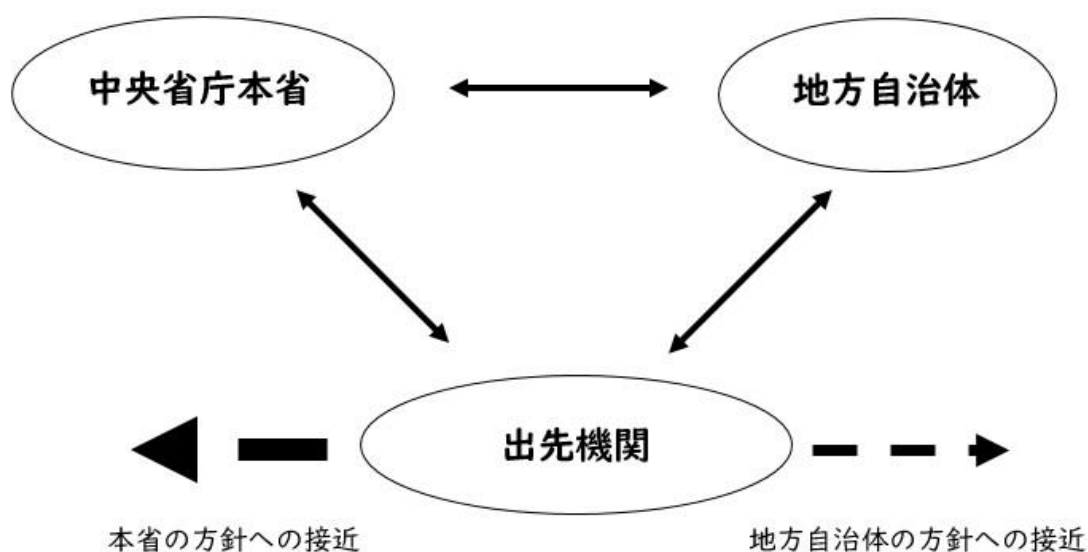 中央省庁本省
地方自治体
出先機関
本省の方針への接近
地方自治体の方針への接近